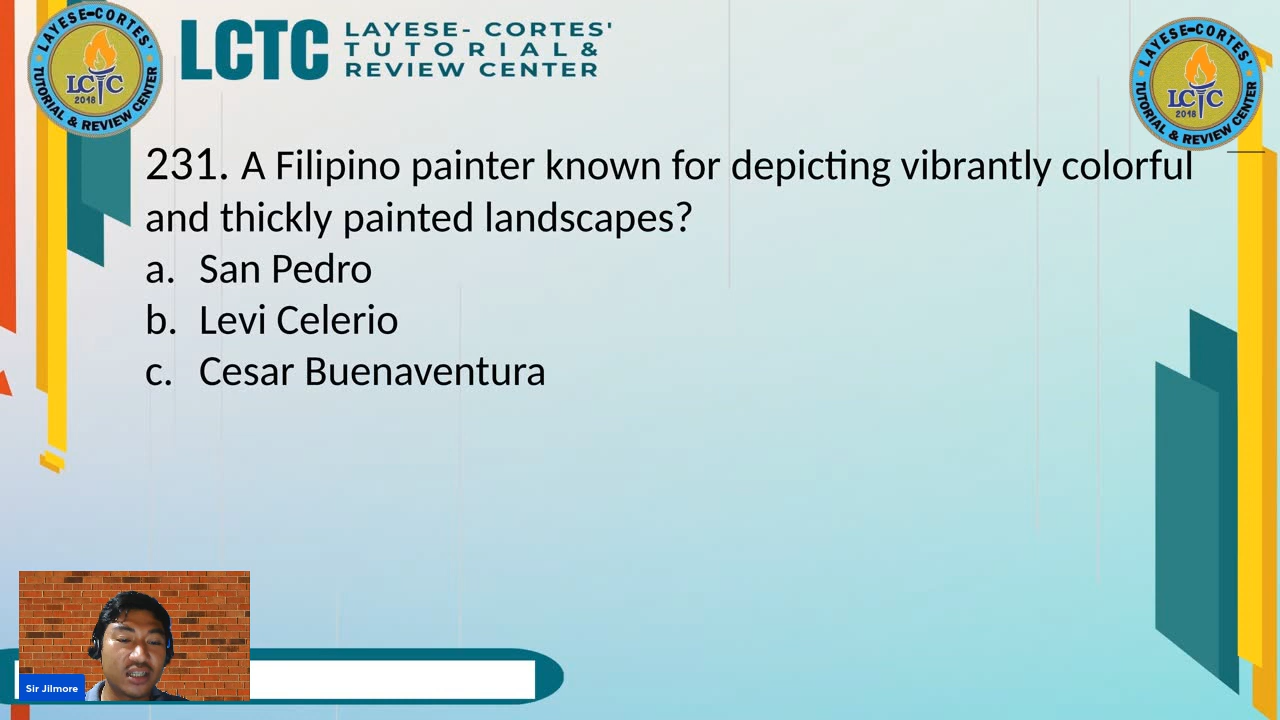 LAYESE-CORTES'
LCTC
2018
TUTORIAL & REVIEW CENTER
LCTC
LAYESE- CORTES'
TUTORIAL &
REVIEW CENTER
LAYESE-CORTES'
LCTC
2018
TUTORIAL & REVIEW CENTER
231. A Filipino painter known for depicting vibrantly colorful
and thickly painted landscapes?
a. San Pedro
b. Levi Celerio
c. Cesar Buenaventura
Sir Jilmore